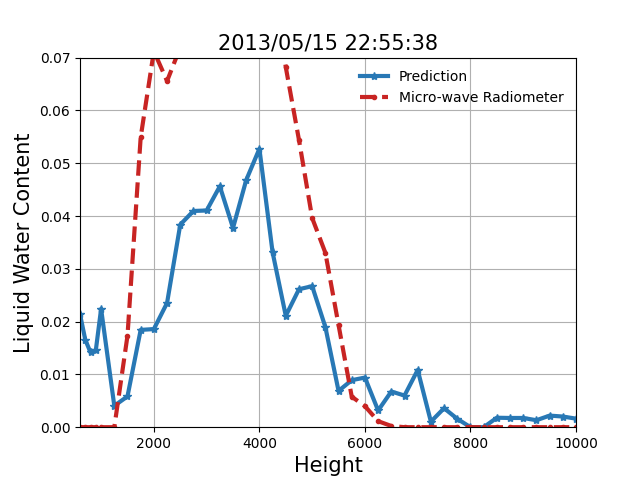 2013/05/15 22:55:38
0.07
0.06
0.05
0.04
0.03
0.02
0.01
0.00
Liquid Water Content
Prediction
Micro-wave Radiometer
2000 4000 6000 8000 10000
Height